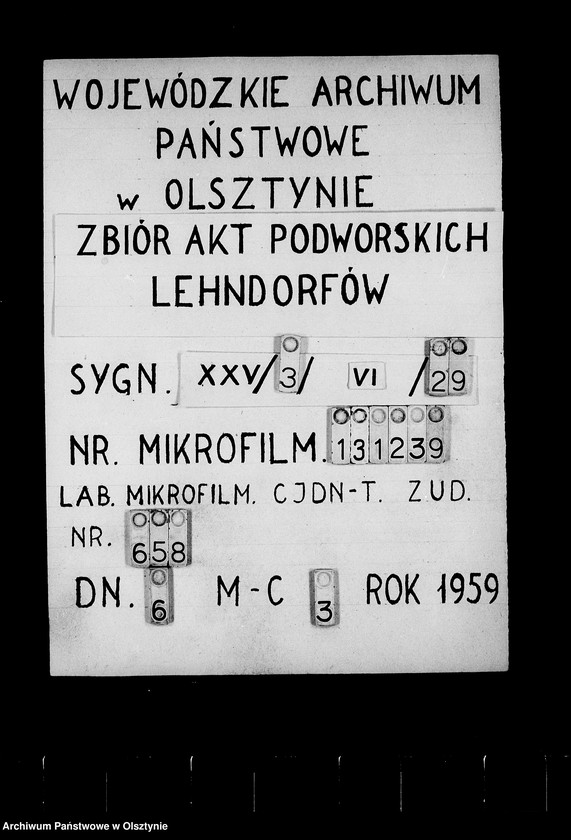 WOJEWÓDZKIE ARCHIWUM
PAŃSTWOWE
w OLSZTYNIE
ZBIÓR AKT PODWORSKICH
LEHNDORFÓW
SYGN. XXV/3/ VI /29
NR. MIKROFILM. 131239
LAB. MIKROFILM. CJDN-T. ZUD.
NR. 658
DN. 6 M-C 3 ROK 1959
Archiwum Państwowe w Olsztynie